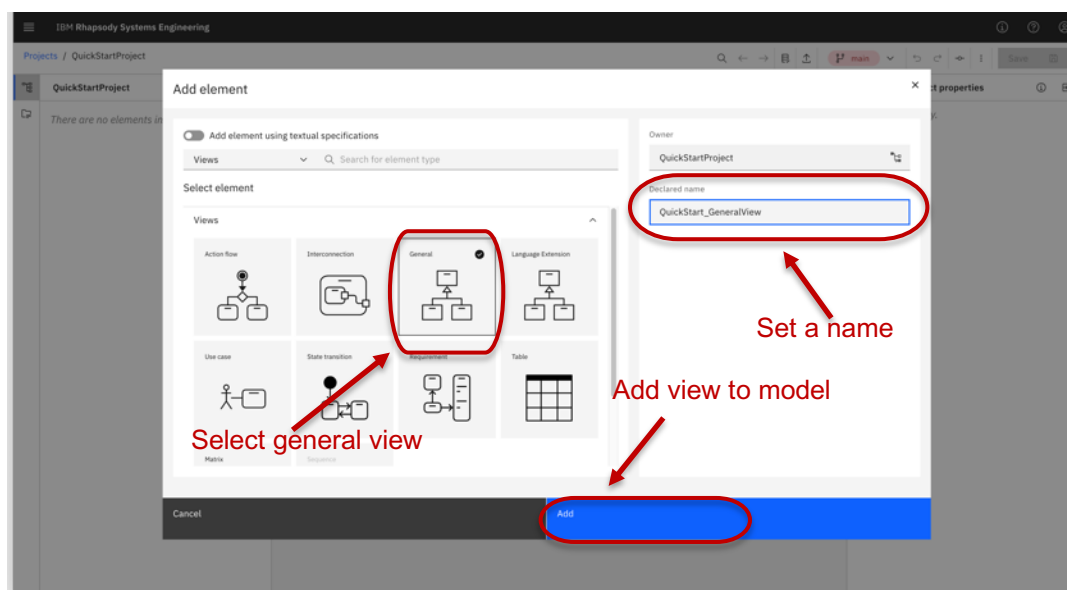 IBM Rhapsody Systems Engineering
Projects / QuickStartProject
main
Save
QuickStartProject
Add element
ct properties
There are no elements in
Add element using textual specifications
Owner
Views
Search for element type
QuickStartProject
Select element
Declared name
Views
QuickStart_GeneralView
Action flow
Interconnection
General
Language Extension
Set a name
Use case
State transition
Requirement
Table
Add view to model
Select general view
Matrix
Sequence
Cancel
Add